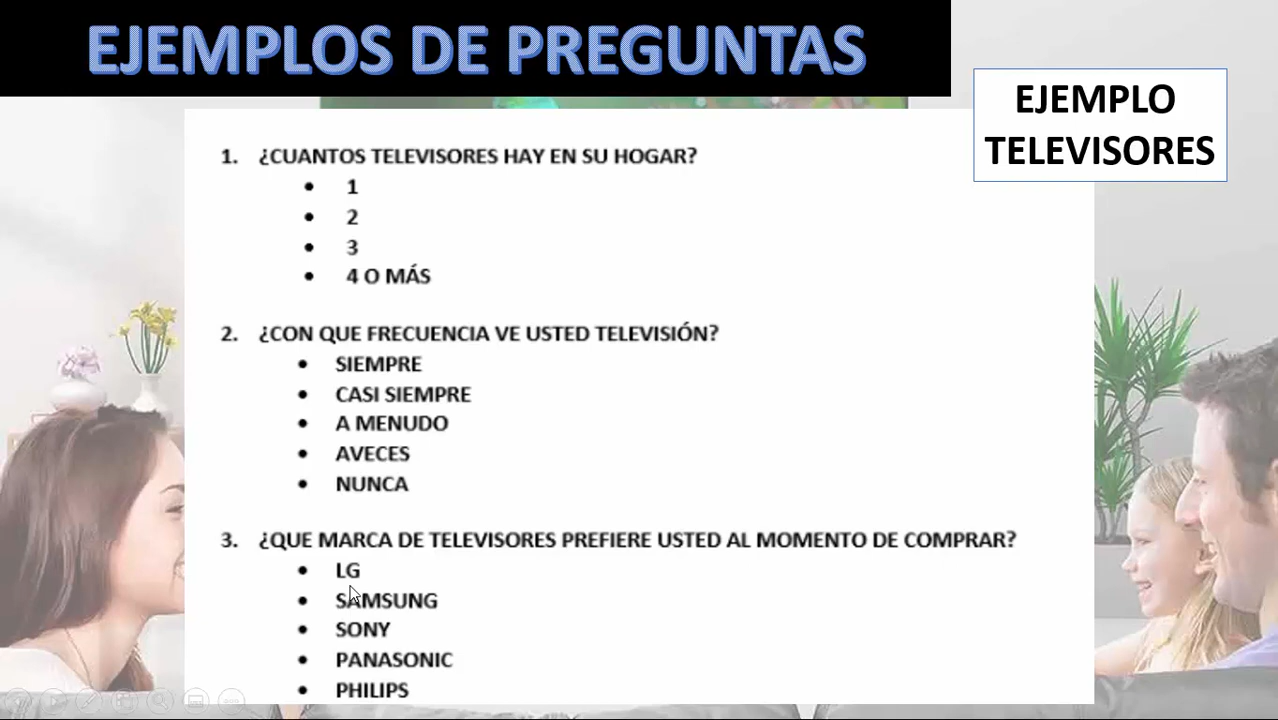 EJEMPLOS DE PREGUNTAS
EJEMPLO
TELEVISORES
1. ¿CUANTOS TELEVISORES HAY EN SU HOGAR?
• 1
• 2
• 3
• 4 O MÁS
2. ¿CON QUE FRECUENCIA VE USTED TELEVISIÓN?
• SIEMPRE
• CASI SIEMPRE
• A MENUDO
• AVECES
• NUNCA
3. ¿QUE MARCA DE TELEVISORES PREFIERE USTED AL MOMENTO DE COMPRAR?
• LG
• SAMSUNG
• SONY
• PANASONIC
• PHILIPS